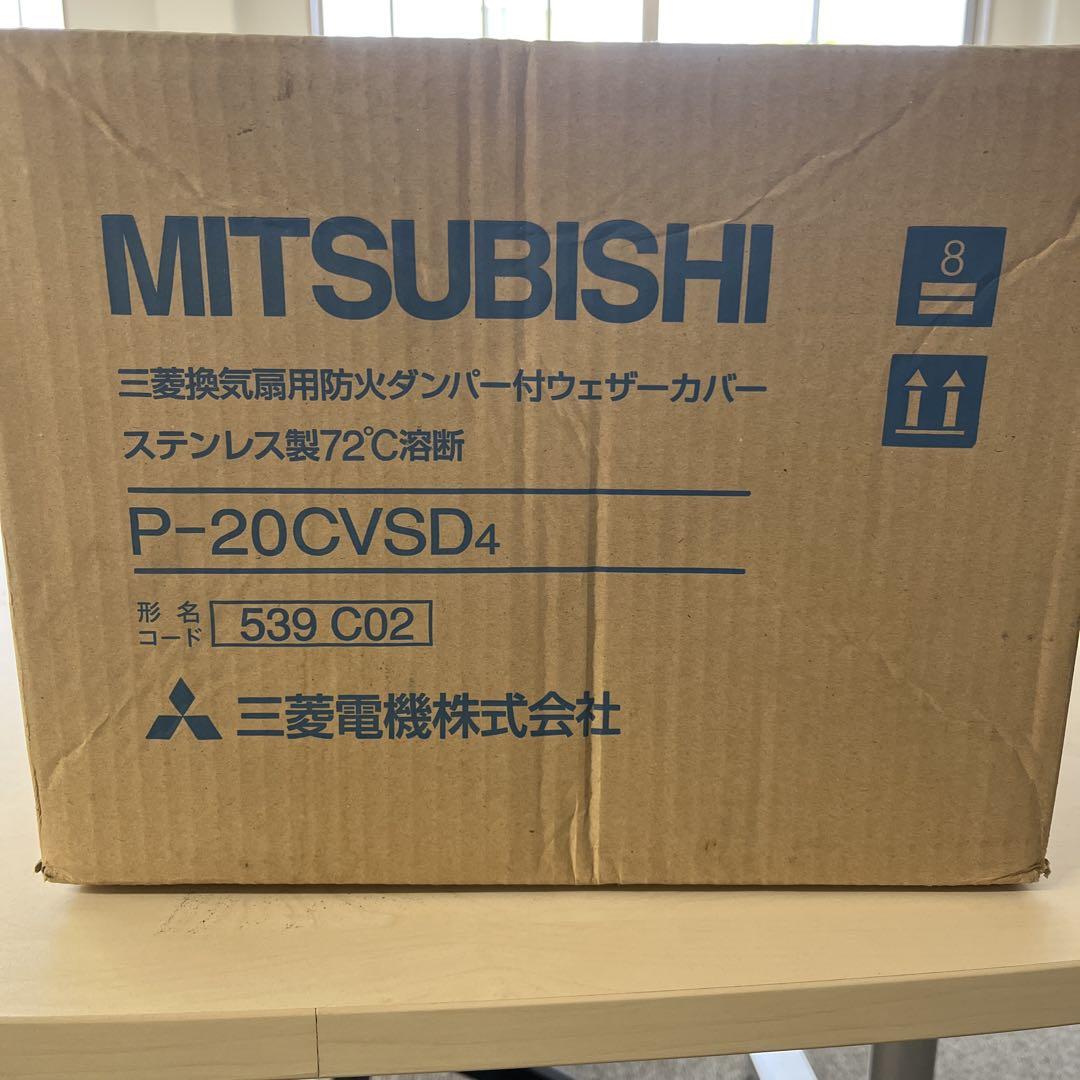 MITSUBISHI
8
三菱換気扇用防火ダンパー付ウェザーカバー
ステンレス製72℃溶断
P-20CVSD4
形名コード 539 C02
三菱電機株式会社